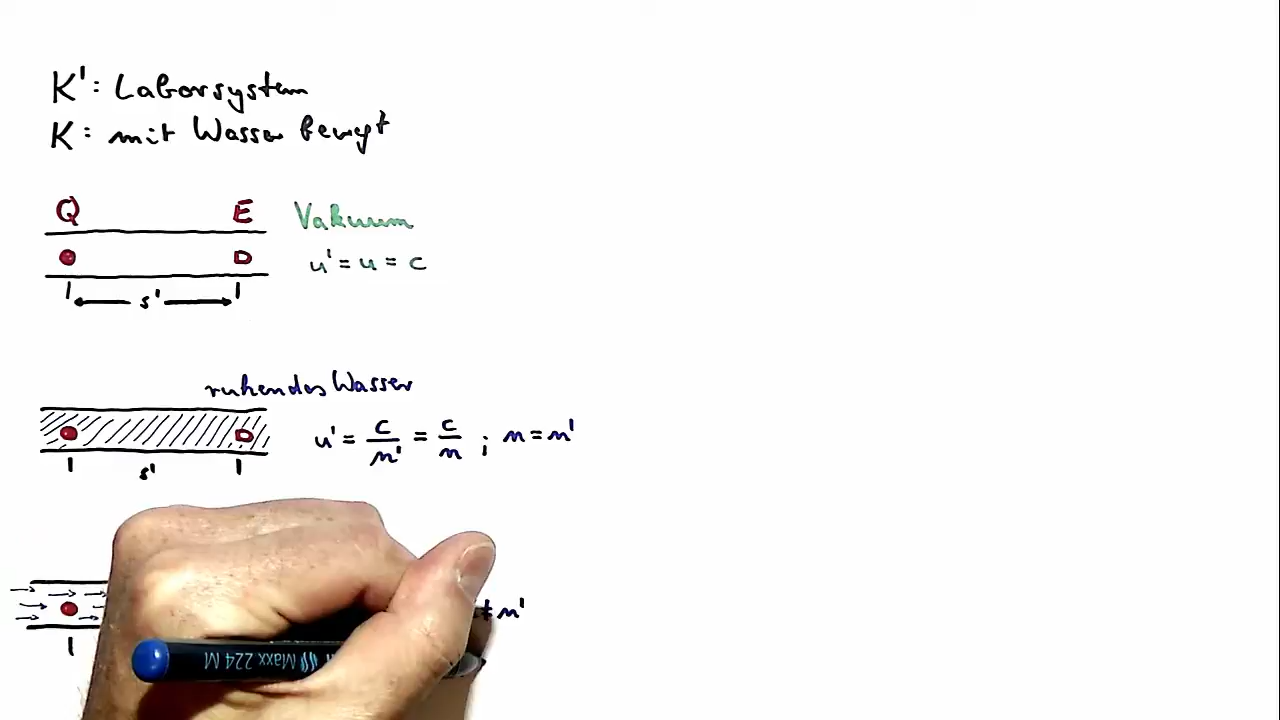 K': Laborsystem
K: mit Wasser bewegt
Q E Vakuum
u' = u = c
s'
ruhendes Wasser
u' = c/n' = c/n ; n = n'
s'
≠ n'
Maxx 224 M